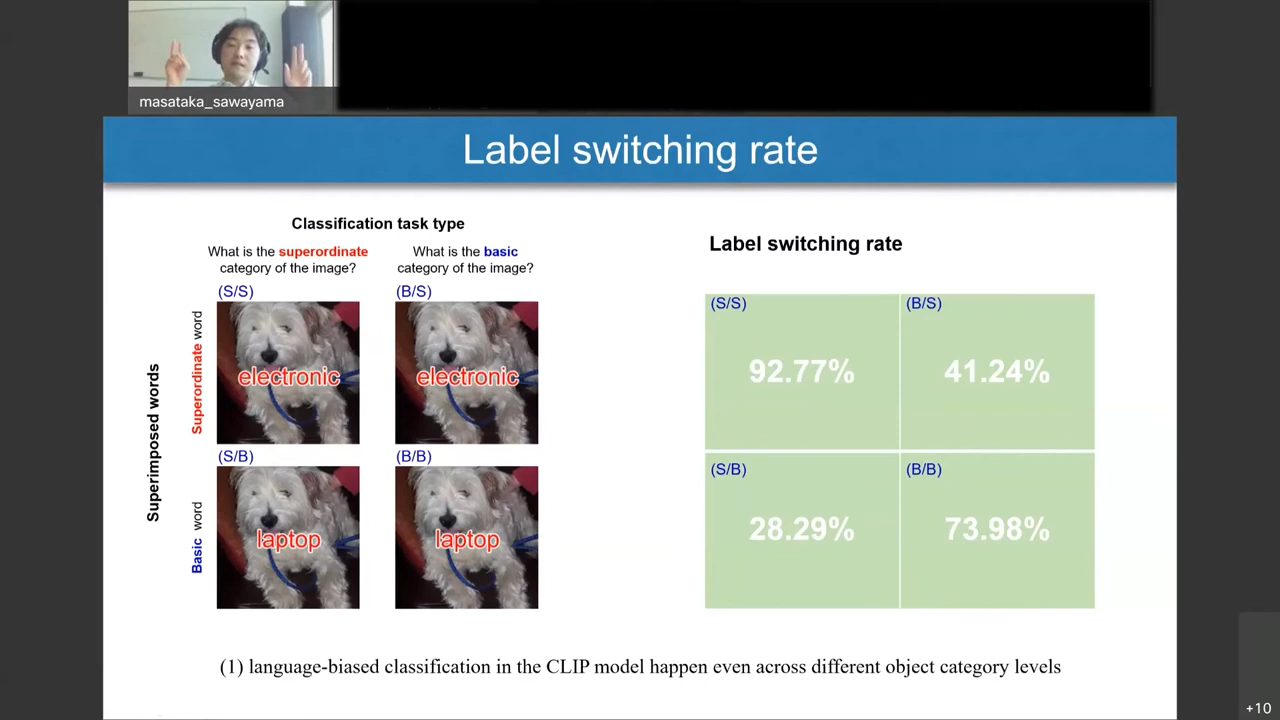 masataka_sawayama
Label switching rate
Classification task type
What is the superordinate
category of the image?
What is the basic
category of the image?
Superimposed words
Superordinate word
Basic word
(S/S)
electronic
(B/S)
electronic
(S/B)
laptop
(B/B)
laptop
Label switching rate
(S/S)
92.77%
(B/S)
41.24%
(S/B)
28.29%
(B/B)
73.98%
(1) language-biased classification in the CLIP model happen even across different object category levels
+10